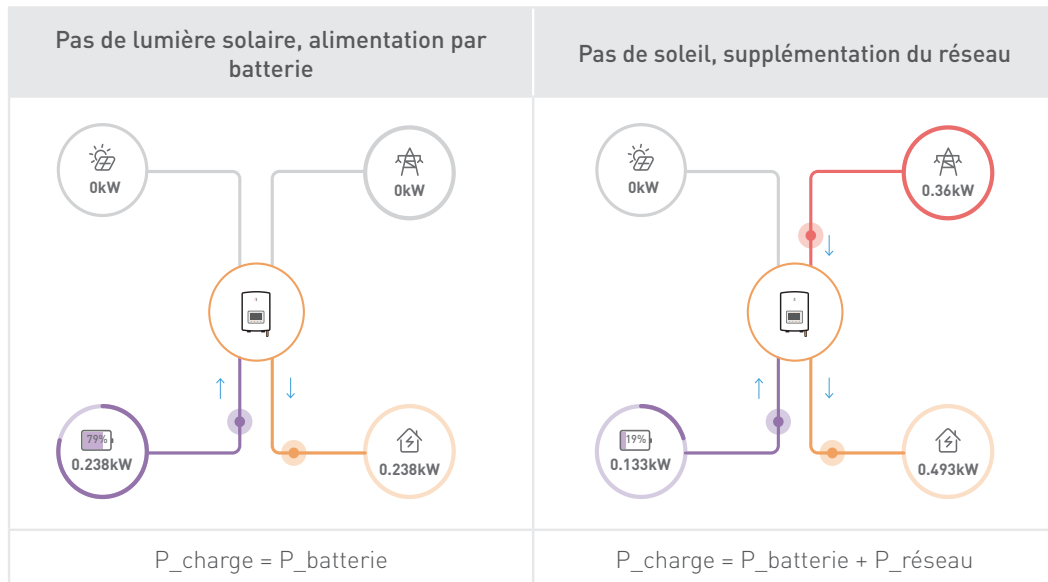 Pas de lumière solaire, alimentation par
batterie
Pas de soleil, supplémentation du réseau
0kW
0kW
79%
0.238kW
0.238kW
0kW
0.36kW
19%
0.133kW
0.493kW
P_charge = P_batterie
P_charge = P_batterie + P_réseau